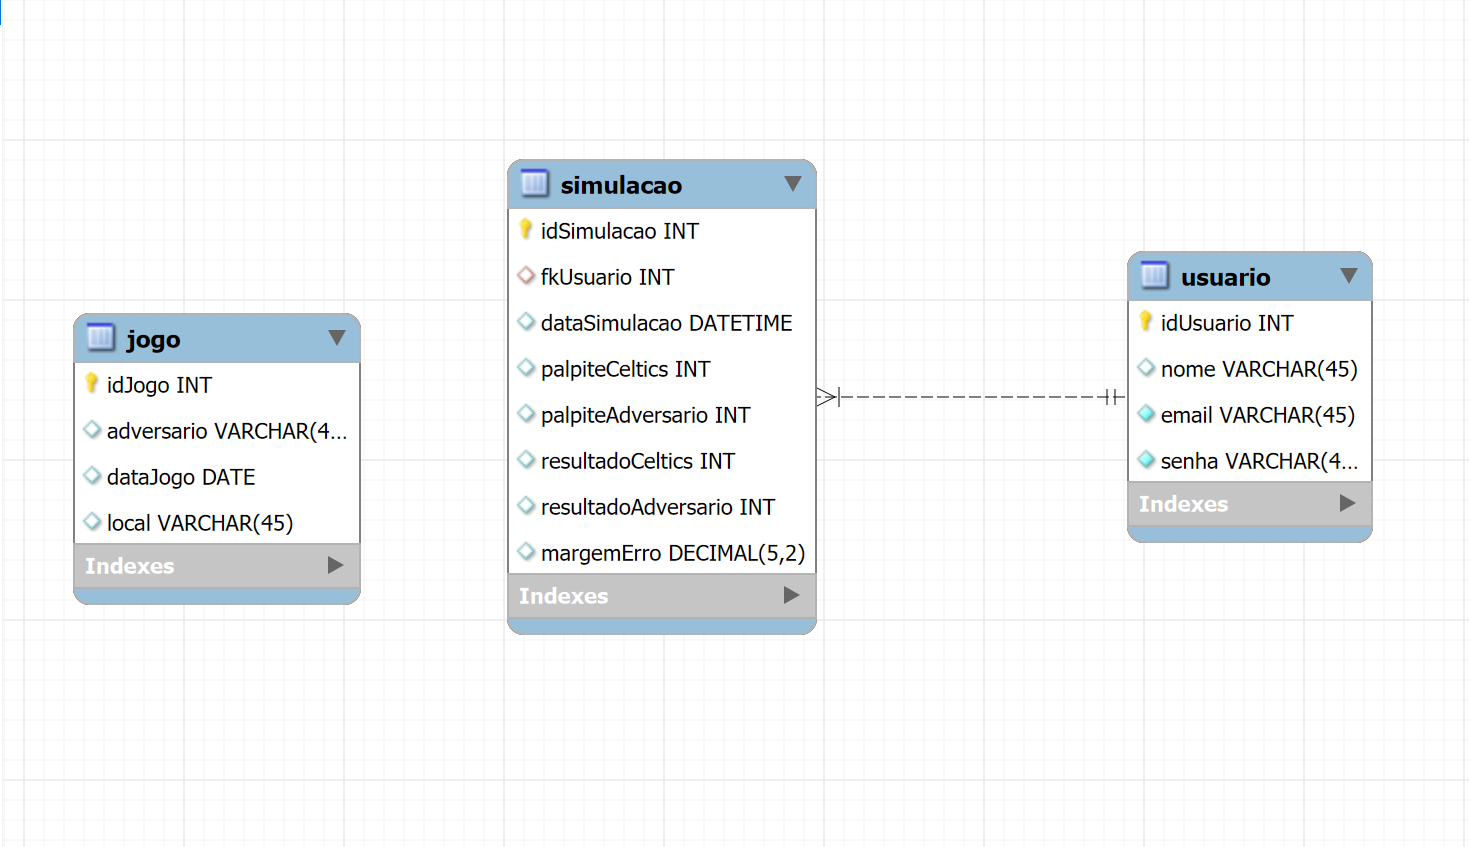 jogo
idJogo INT
adversario VARCHAR(4...
dataJogo DATE
local VARCHAR(45)
Indexes
simulacao
idSimulacao INT
fkUsuario INT
dataSimulacao DATETIME
palpiteCeltics INT
palpiteAdversario INT
resultadoCeltics INT
resultadoAdversario INT
margemErro DECIMAL(5,2)
Indexes
usuario
idUsuario INT
nome VARCHAR(45)
email VARCHAR(45)
senha VARCHAR(4...
Indexes